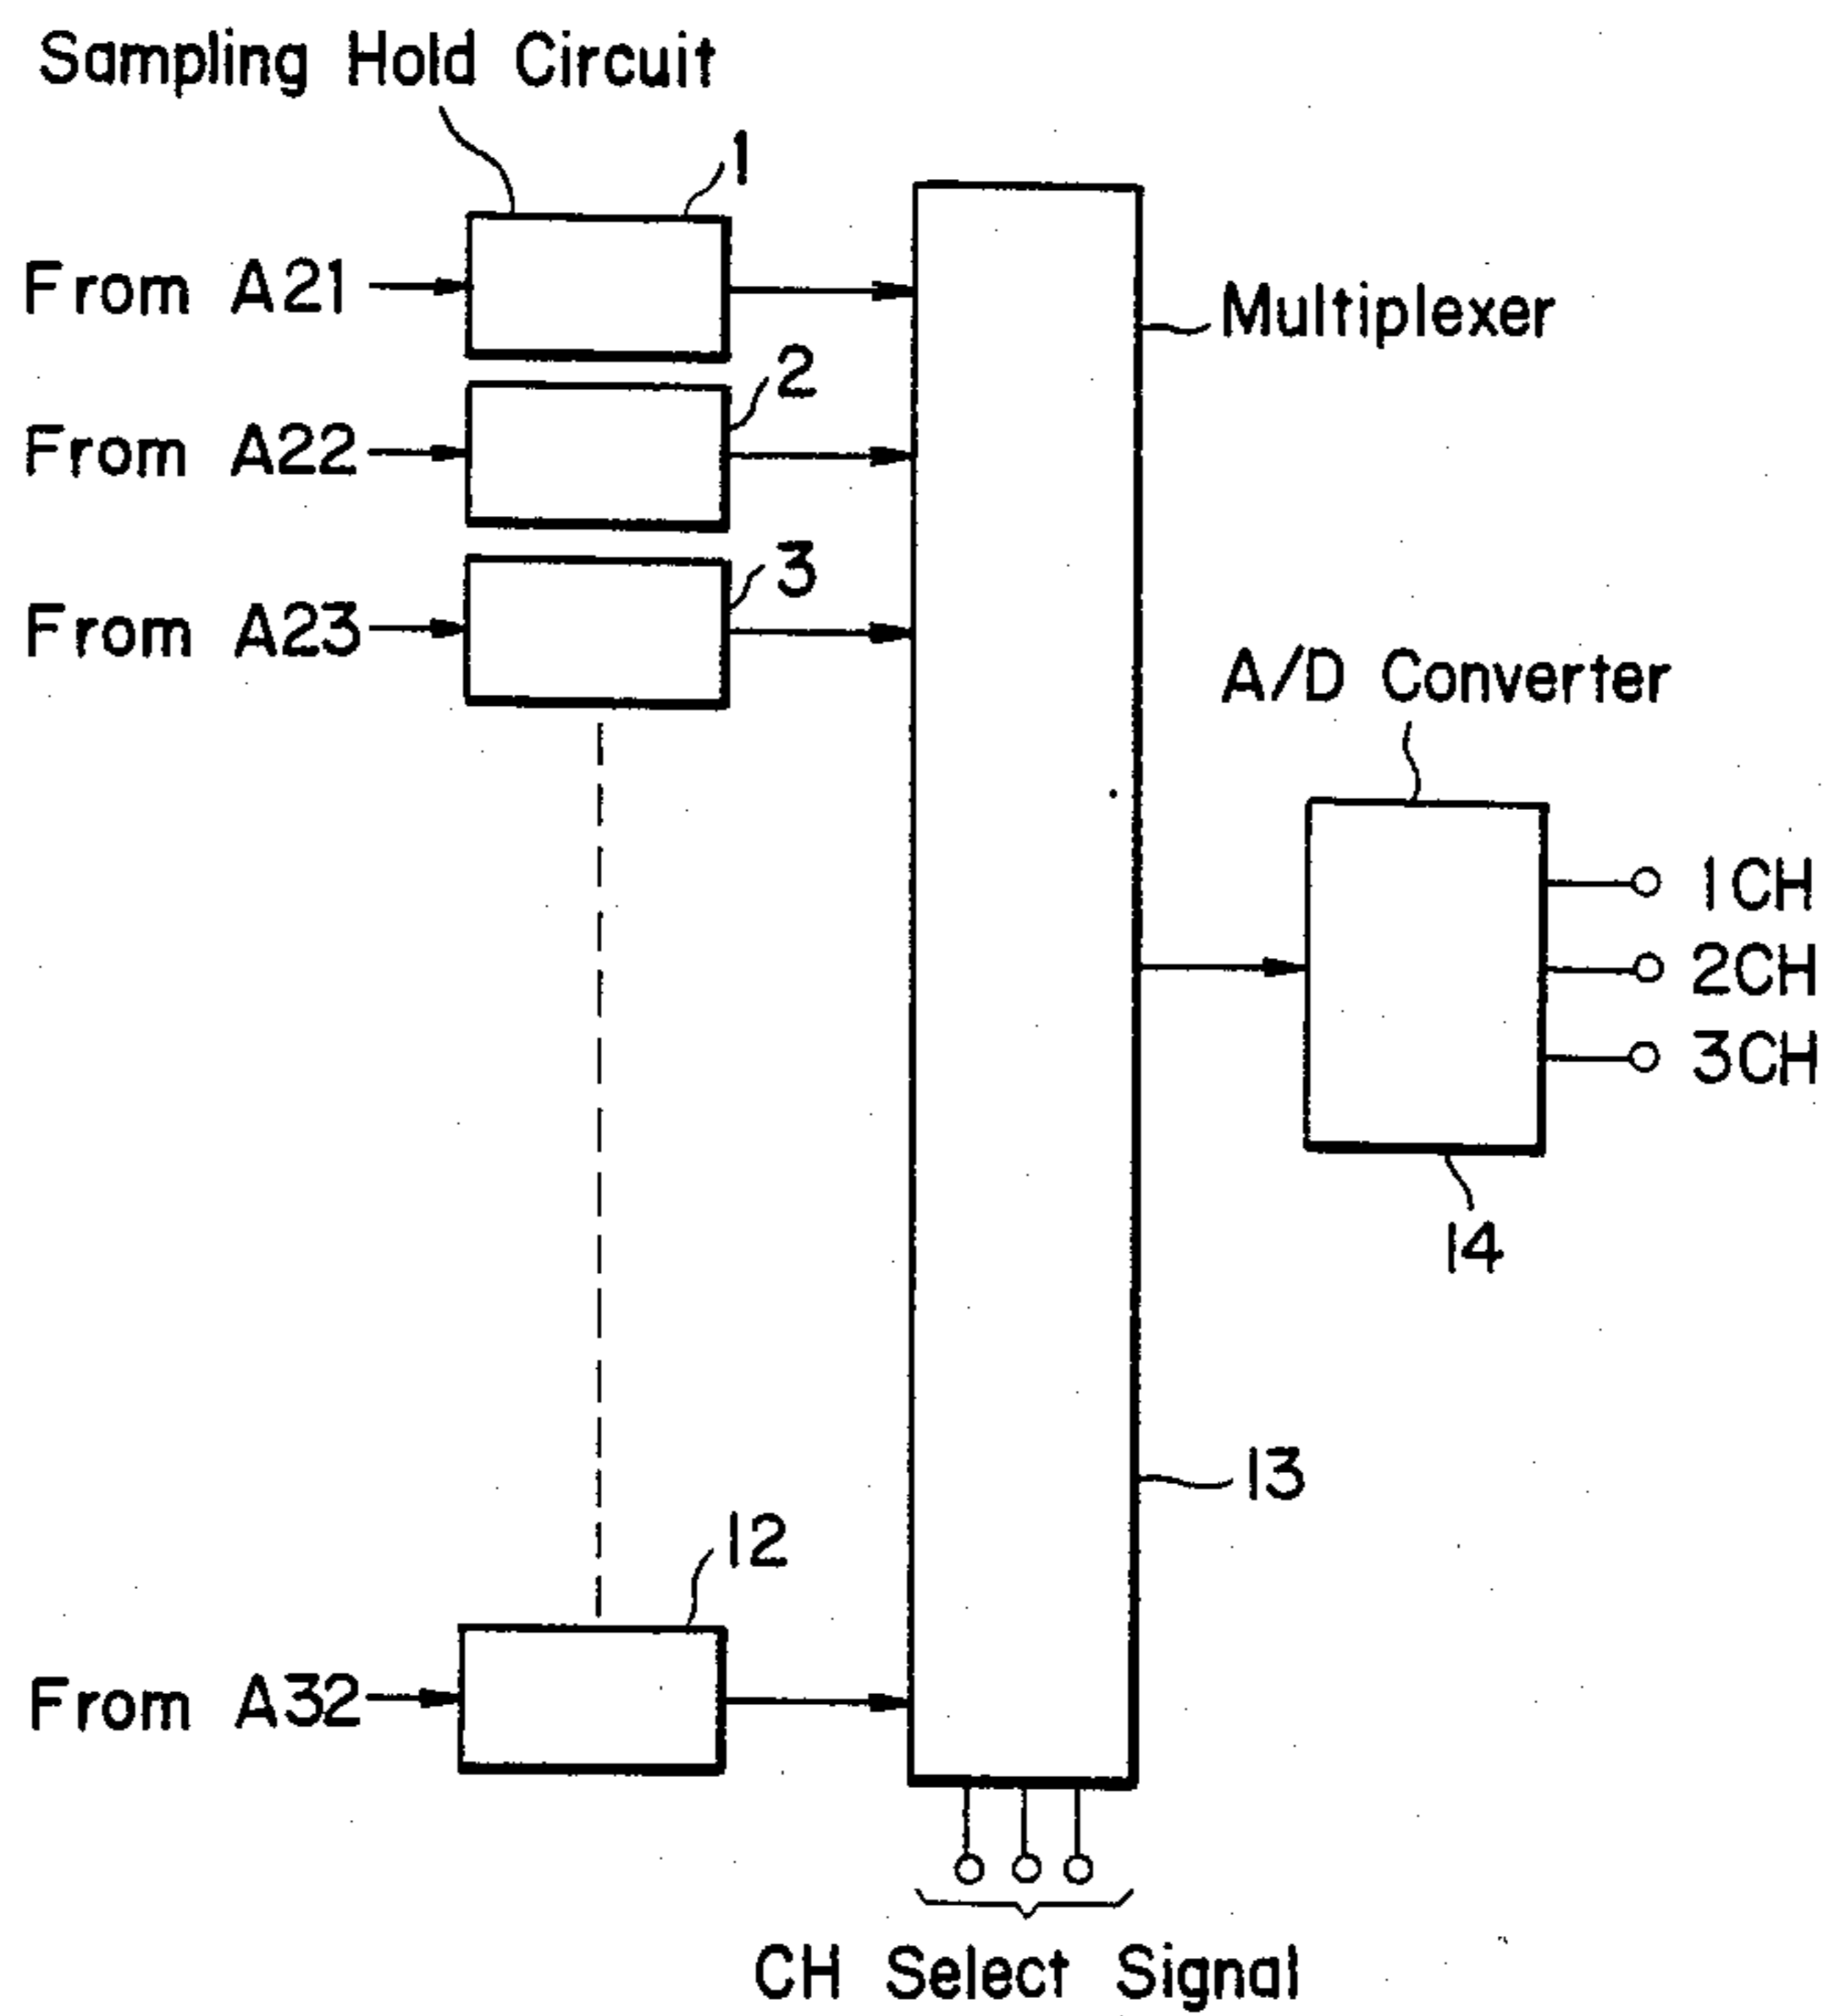 Sampling Hold Circuit
1
From A21
Multiplexer
2
From A22
3
From A23
A/D Converter
1CH
2CH
3CH
14
13
12
From A32
CH Select Signal